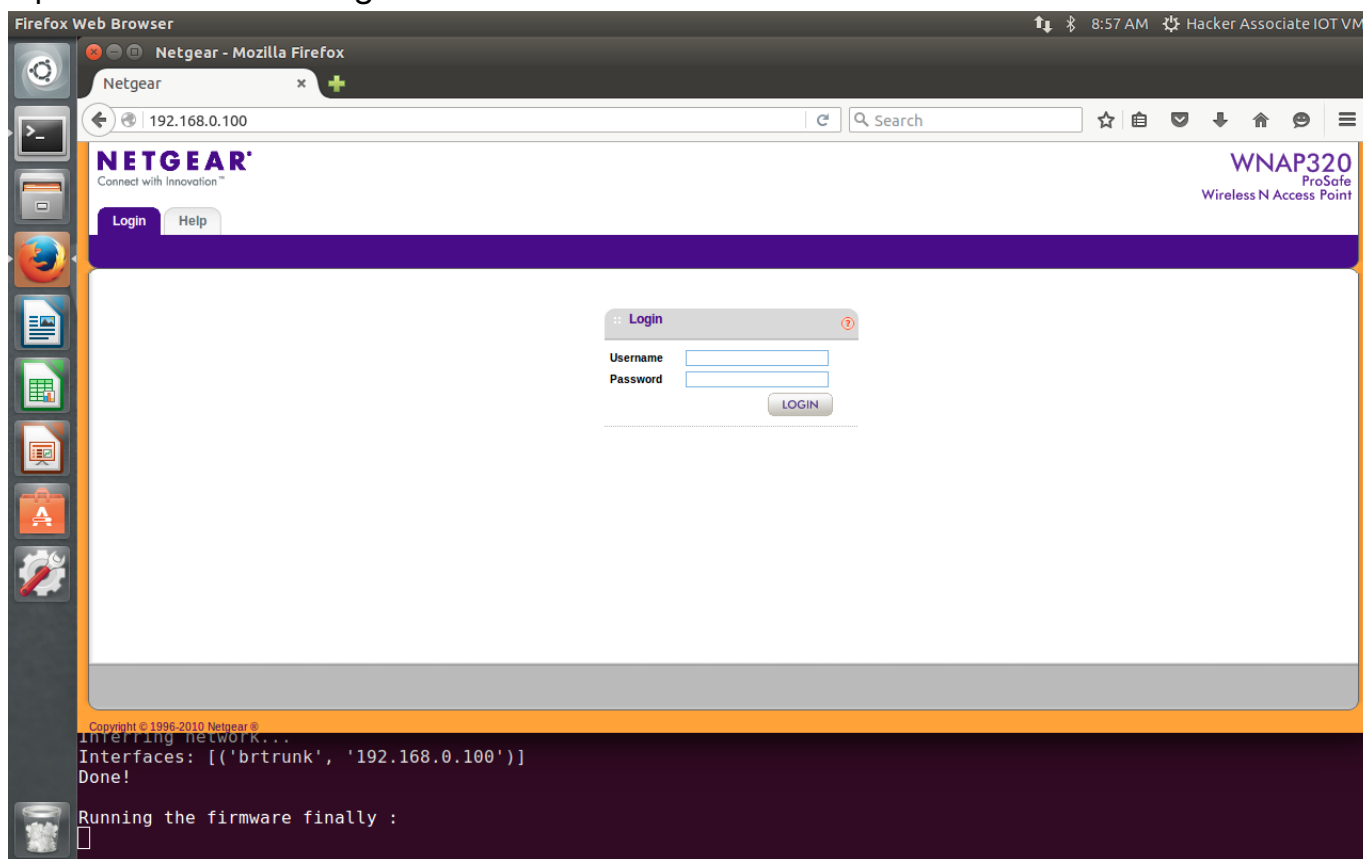 Firefox Web Browser
8:57 AM Hacker Associate IOT VM
Netgear - Mozilla Firefox
Netgear
192.168.0.100
Search
NETGEAR®
Connect with Innovation™
WNAP320
ProSafe
Wireless N Access Point
Login Help
:: Login
Username
Password
LOGIN
Copyright © 1996-2010 Netgear ®
Inferring network...
Interfaces: [('brtrunk', '192.168.0.100')]
Done!
Running the firmware finally :